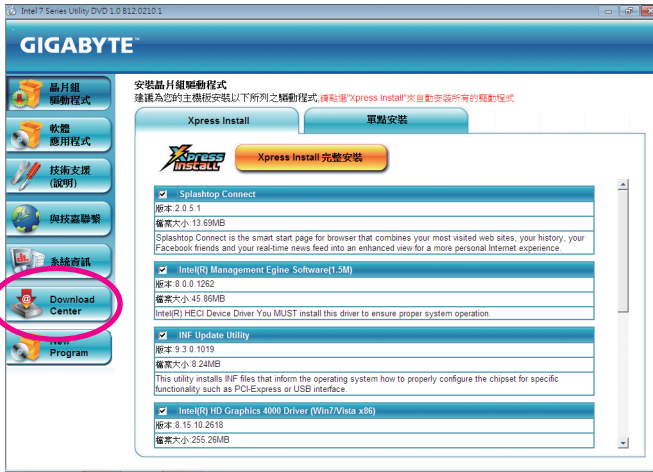 Intel 7 Series Utility DVD 1.0 B12.0210.1
GIGABYTE™
晶片組
驅動程式
軟體
應用程式
技術支援
(說明)
與技嘉聯繫
系統資訊
Download
Center
New
Program
安裝晶片組驅動程式
建議為您的主機板安裝以下所列之驅動程式;請點選"Xpress Install"來自動安裝所有的驅動程式
Xpress Install
單點安裝
Xpress
INSTALL
Xpress Install 完整安裝
Splashtop Connect
版本:2.0.5.1
檔案大小:13.69MB
Splashtop Connect is the smart start page for browser that combines your most visited web sites, your history, your
Facebook friends and your real-time news feed into an enhanced view for a more personal Internet experience.
Intel(R) Management Egine Software(1.5M)
版本:8.0.0.1262
檔案大小:45.86MB
Intel(R) HECI Device Driver You MUST install this driver to ensure proper system operation.
INF Update Utility
版本:9.3.0.1019
檔案大小:8.24MB
This utility installs INF files that inform the operating system how to properly configure the chipset for specific
functionality such as PCI-Express or USB interface.
Intel(R) HD Graphics 4000 Driver (Win7/Vista x86)
版本:8.15.10.2618
檔案大小:255.26MB